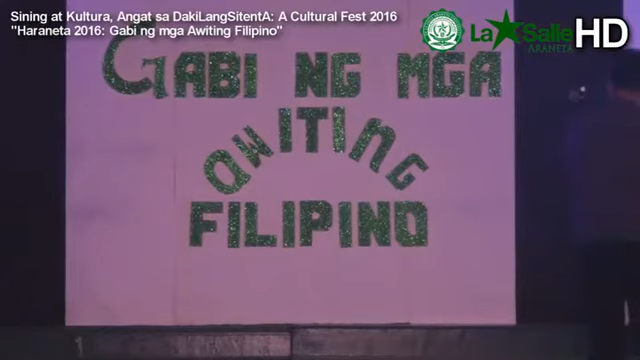 Sining at Kultura, Angat sa DakiLangSitentA: A Cultural Fest 2016
"Haraneta 2016: Gabi ng mga Awiting Filipino"
La Salle
ARANETA
HD
GABI NG MGA
AWITING
FILIPINO